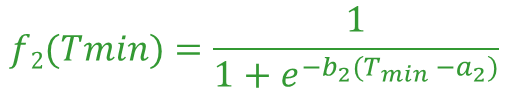 f₂(Tmin) = 1 / (1 + e^(−b₂(Tₘᵢₙ −a₂)))